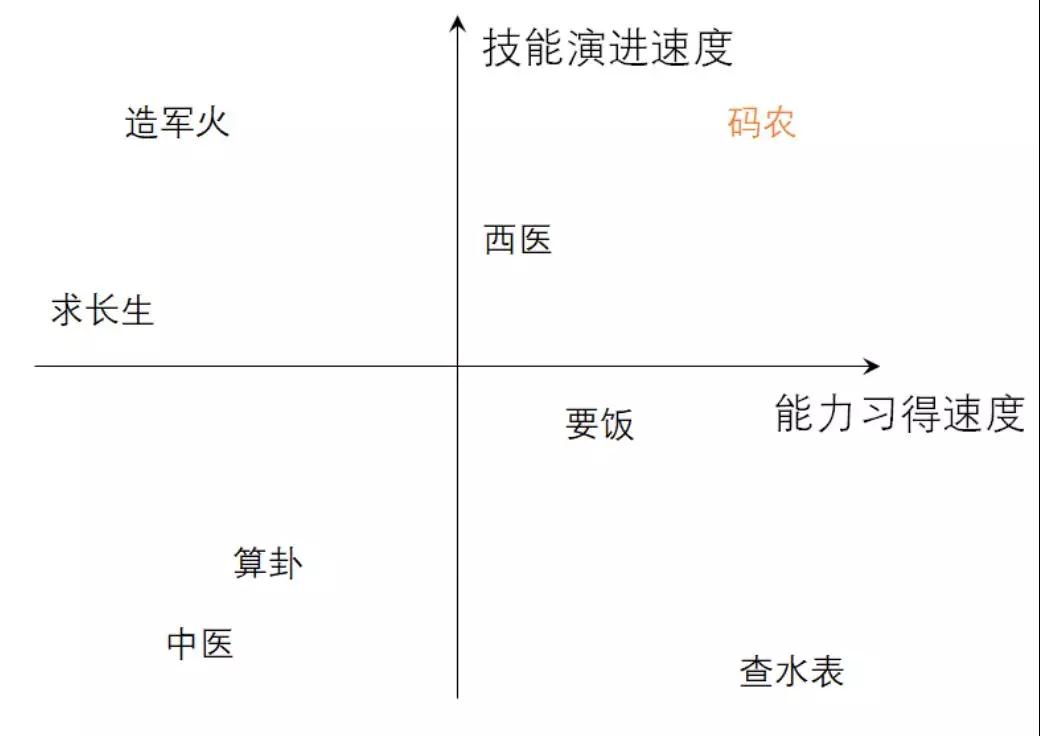 技能演进速度
造军火
码农
西医
求长生
能力习得速度
要饭
算卦
中医
查水表